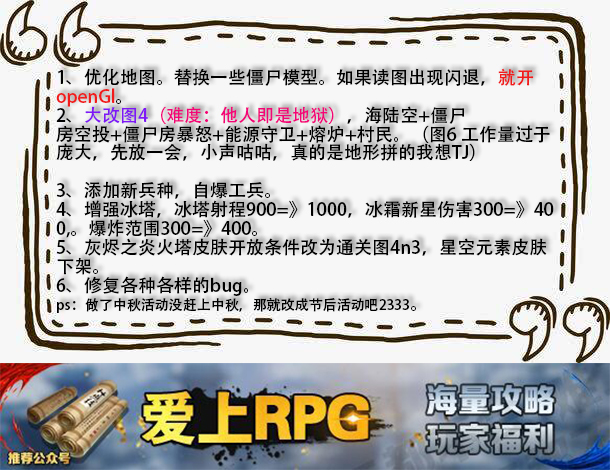 1、优化地图。替换一些僵尸模型。如果读图出现闪退，就开
openGl。
2、大改图4（难度：他人即是地狱），海陆空+僵尸
房空投+僵尸房暴怒+能源守卫+熔炉+村民。（图6 工作量过于
庞大，先放一会，小声咕咕，真的是地形拼的我想TJ）
3、添加新兵种，自爆工兵。
4、增强冰塔，冰塔射程900=》1000，冰霜新星伤害300=》40
0,。爆炸范围300=》400。
5、灰烬之炎火塔皮肤开放条件改为通关图4n3，星空元素皮肤
下架。
6、修复各种各样的bug。
ps：做了中秋活动没赶上中秋，那就改成节后活动吧2333。
爱上RPG
海量攻略
玩家福利
推荐公众号